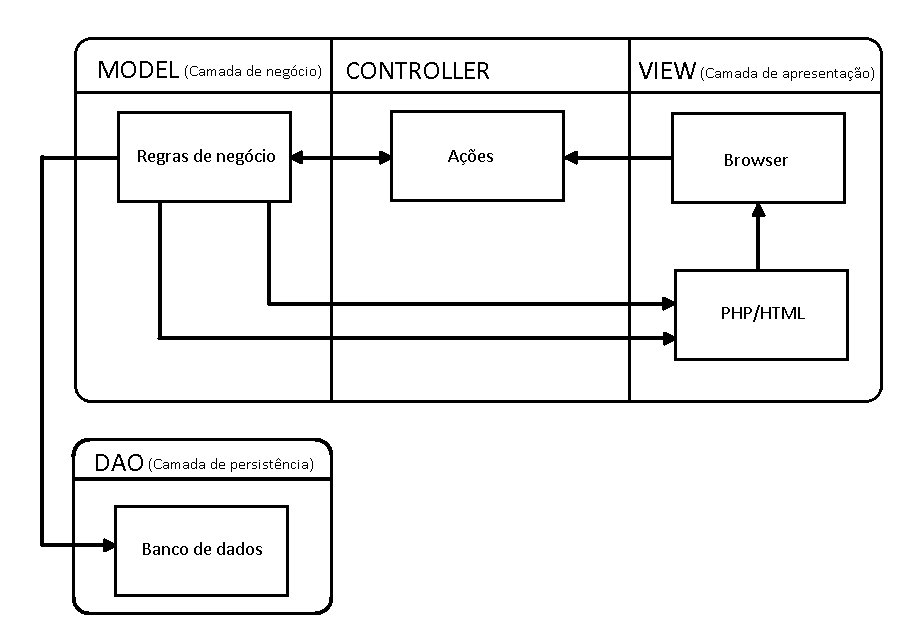 MODEL (Camada de negócio)
CONTROLLER
VIEW (Camada de apresentação)
Regras de negócio
Ações
Browser
PHP/HTML
DAO (Camada de persistência)
Banco de dados